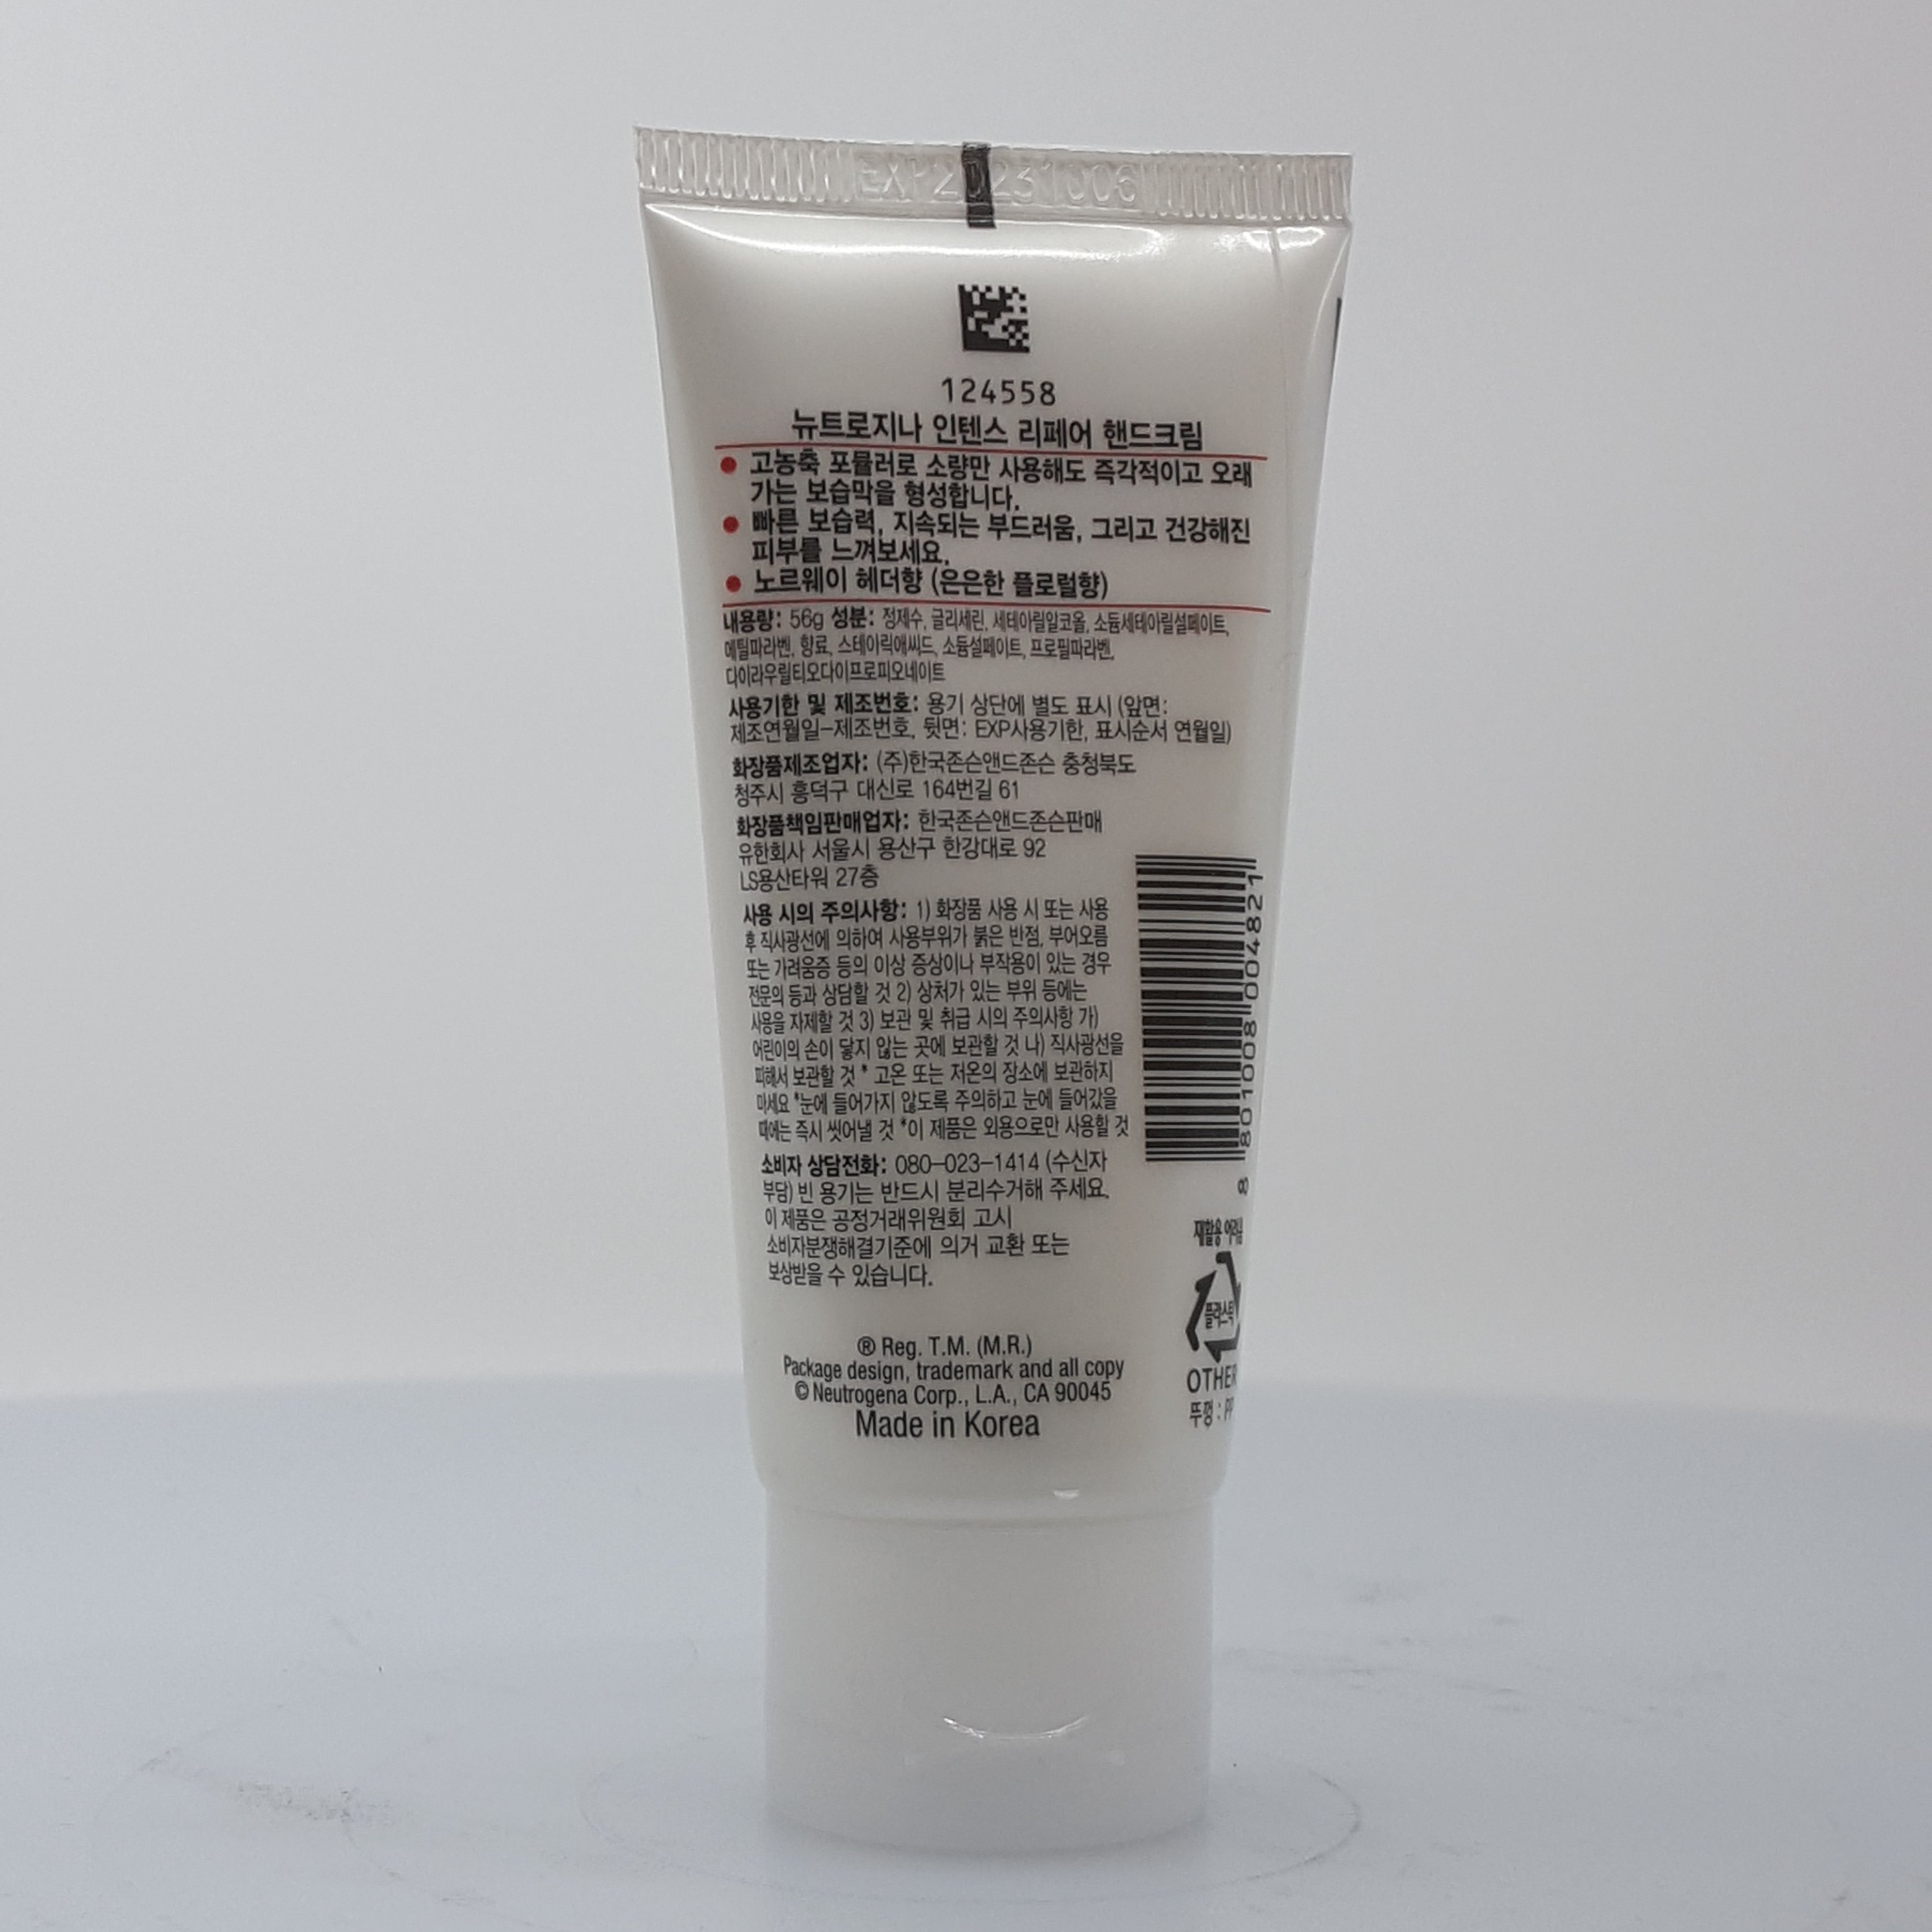 EXP20231006
124558
뉴트로지나 인텐스 리페어 핸드크림
● 고농축 포뮬러로 소량만 사용해도 즉각적이고 오래
가는 보습막을 형성합니다.
● 빠른 보습력, 지속되는 부드러움, 그리고 건강해진
피부를 느껴보세요.
● 노르웨이 헤더향 (은은한 플로럴향)
내용량: 56g 성분: 정제수, 글리세린, 세테아릴알코올, 소듐세테아릴설페이트,
메틸파라벤, 향료, 스테아릭애씨드, 소듐설페이트, 프로필파라벤,
다이라우릴티오다이프로피오네이트
사용기한 및 제조번호: 용기 상단에 별도 표시 (앞면:
제조연월일-제조번호, 뒷면: EXP사용기한, 표시순서 연월일)
화장품제조업자: (주)한국존슨앤드존슨 충청북도
청주시 흥덕구 대신로 164번길 61
화장품책임판매업자: 한국존슨앤드존슨판매
유한회사 서울시 용산구 한강대로 92
LS용산타워 27층
사용 시의 주의사항: 1) 화장품 사용 시 또는 사용
후 직사광선에 의하여 사용부위가 붉은 반점, 부어오름
또는 가려움증 등의 이상 증상이나 부작용이 있는 경우
전문의 등과 상담할 것 2) 상처가 있는 부위 등에는
사용을 자제할 것 3) 보관 및 취급 시의 주의사항 가)
어린이의 손이 닿지 않는 곳에 보관할 것 나) 직사광선을
피해서 보관할 것 * 고온 또는 저온의 장소에 보관하지
마세요 *눈에 들어가지 않도록 주의하고 눈에 들어갔을
때에는 즉시 씻어낼 것 *이 제품은 외용으로만 사용할 것
소비자 상담전화: 080-023-1414 (수신자
부담) 빈 용기는 반드시 분리수거해 주세요.
이 제품은 공정거래위원회 고시
소비자분쟁해결기준에 의거 교환 또는
보상받을 수 있습니다.
® Reg. T.M. (M.R.)
Package design, trademark and all copy
© Neutrogena Corp., L.A., CA 90045
Made in Korea
8 801008 004821
재활용 어려움
플라스틱
OTHER
뚜껑 : PP